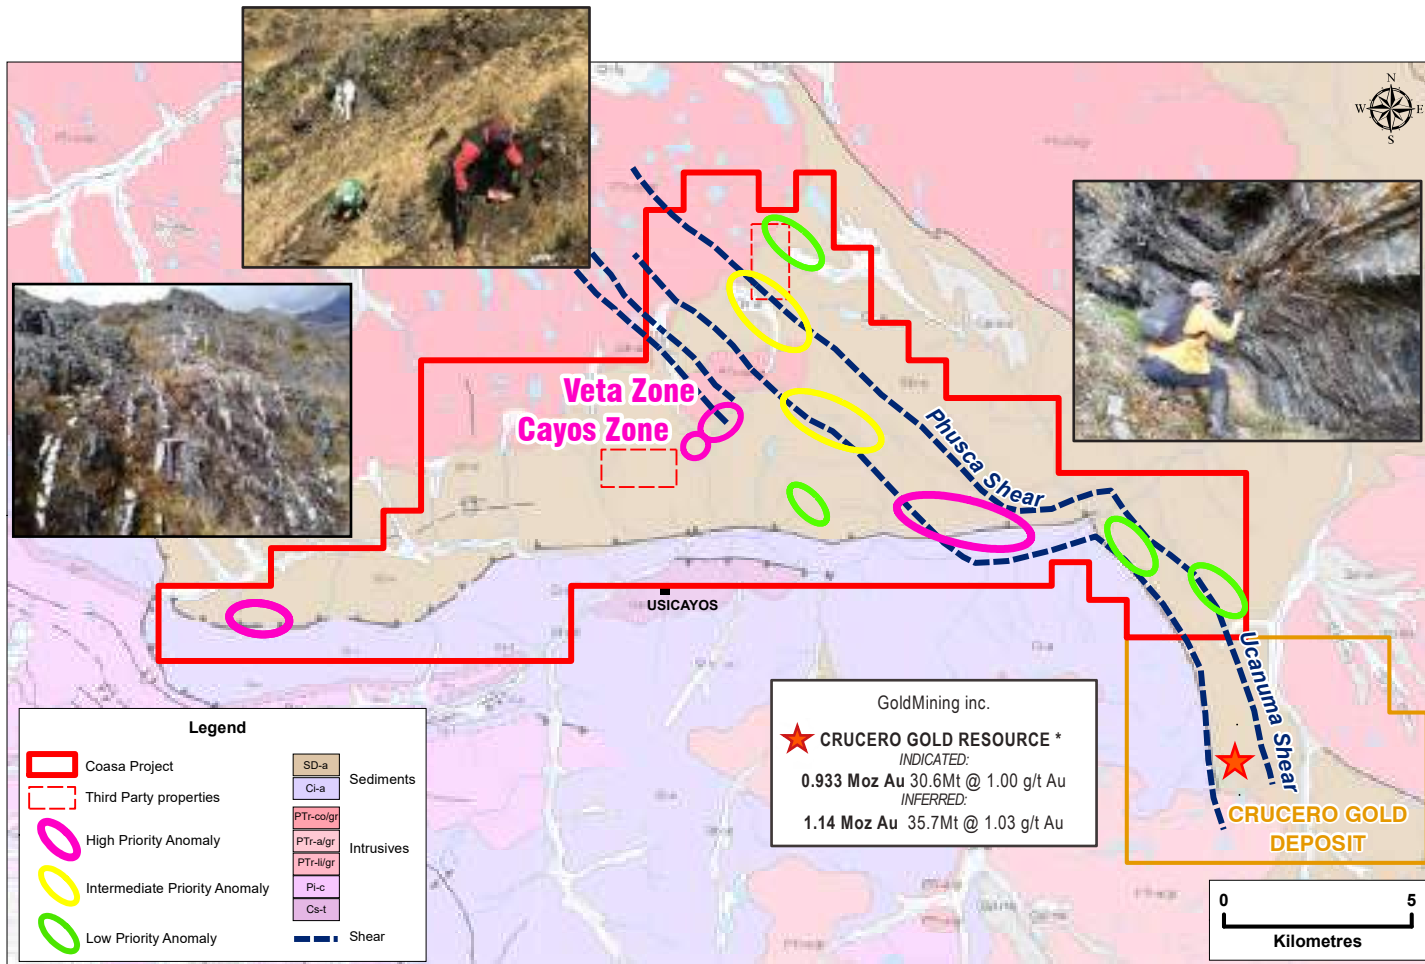 N
W E
S
Veta Zone
Cayos Zone
Phusca Shear
USICAYOS
Ucanuma Shear
GoldMining inc.
CRUCERO GOLD RESOURCE *
INDICATED:
0.933 Moz Au 30.6Mt @ 1.00 g/t Au
INFERRED:
1.14 Moz Au 35.7Mt @ 1.03 g/t Au
CRUCERO GOLD
DEPOSIT
Legend
Coasa Project
Third Party properties
High Priority Anomaly
Intermediate Priority Anomaly
Low Priority Anomaly
SD-a
Ci-a
Sediments
PTr-co/gr
PTr-a/gr
PTr-li/gr
Pi-c
Cs-t
Intrusives
Shear
0 5
Kilometres